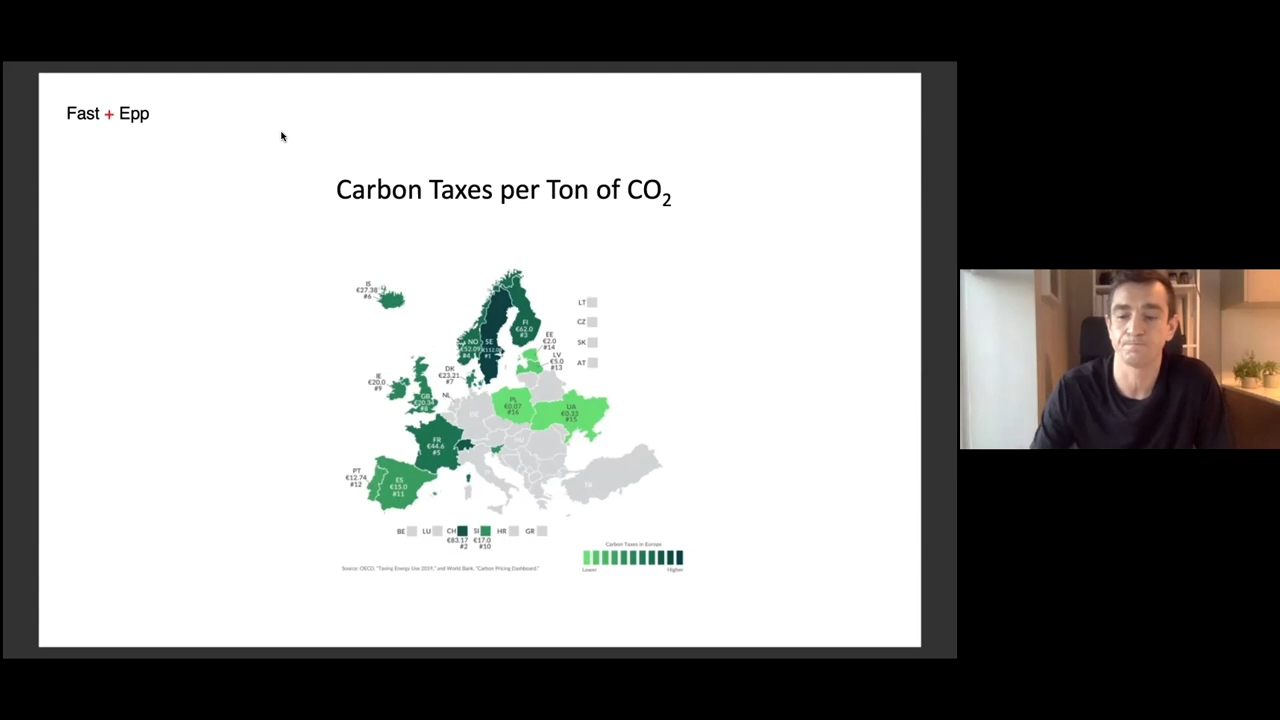 Fast + Epp
Carbon Taxes per Ton of CO2
IS
€27.38
#6
LT
FI
€62.0
#3
CZ
NO
€52.09
#4
SE
#1
SK
EE
€2.0
#14
LV
€5.0
#13
AT
DK
€23.21
#7
IE
€20.0
#9
NL
GB
€20.34
#8
PL
€0.07
#16
UA
€0.33
#15
FR
€44.6
#5
PT
€12.74
#12
ES
€15.0
#11
BE
LU
CH
€83.17
#2
SI
€17.0
#10
HR
GR
Carbon Taxes in Europe
Lower
Higher
Source: OECD, "Taxing Energy Use 2019;" and World Bank, "Carbon Pricing Dashboard."